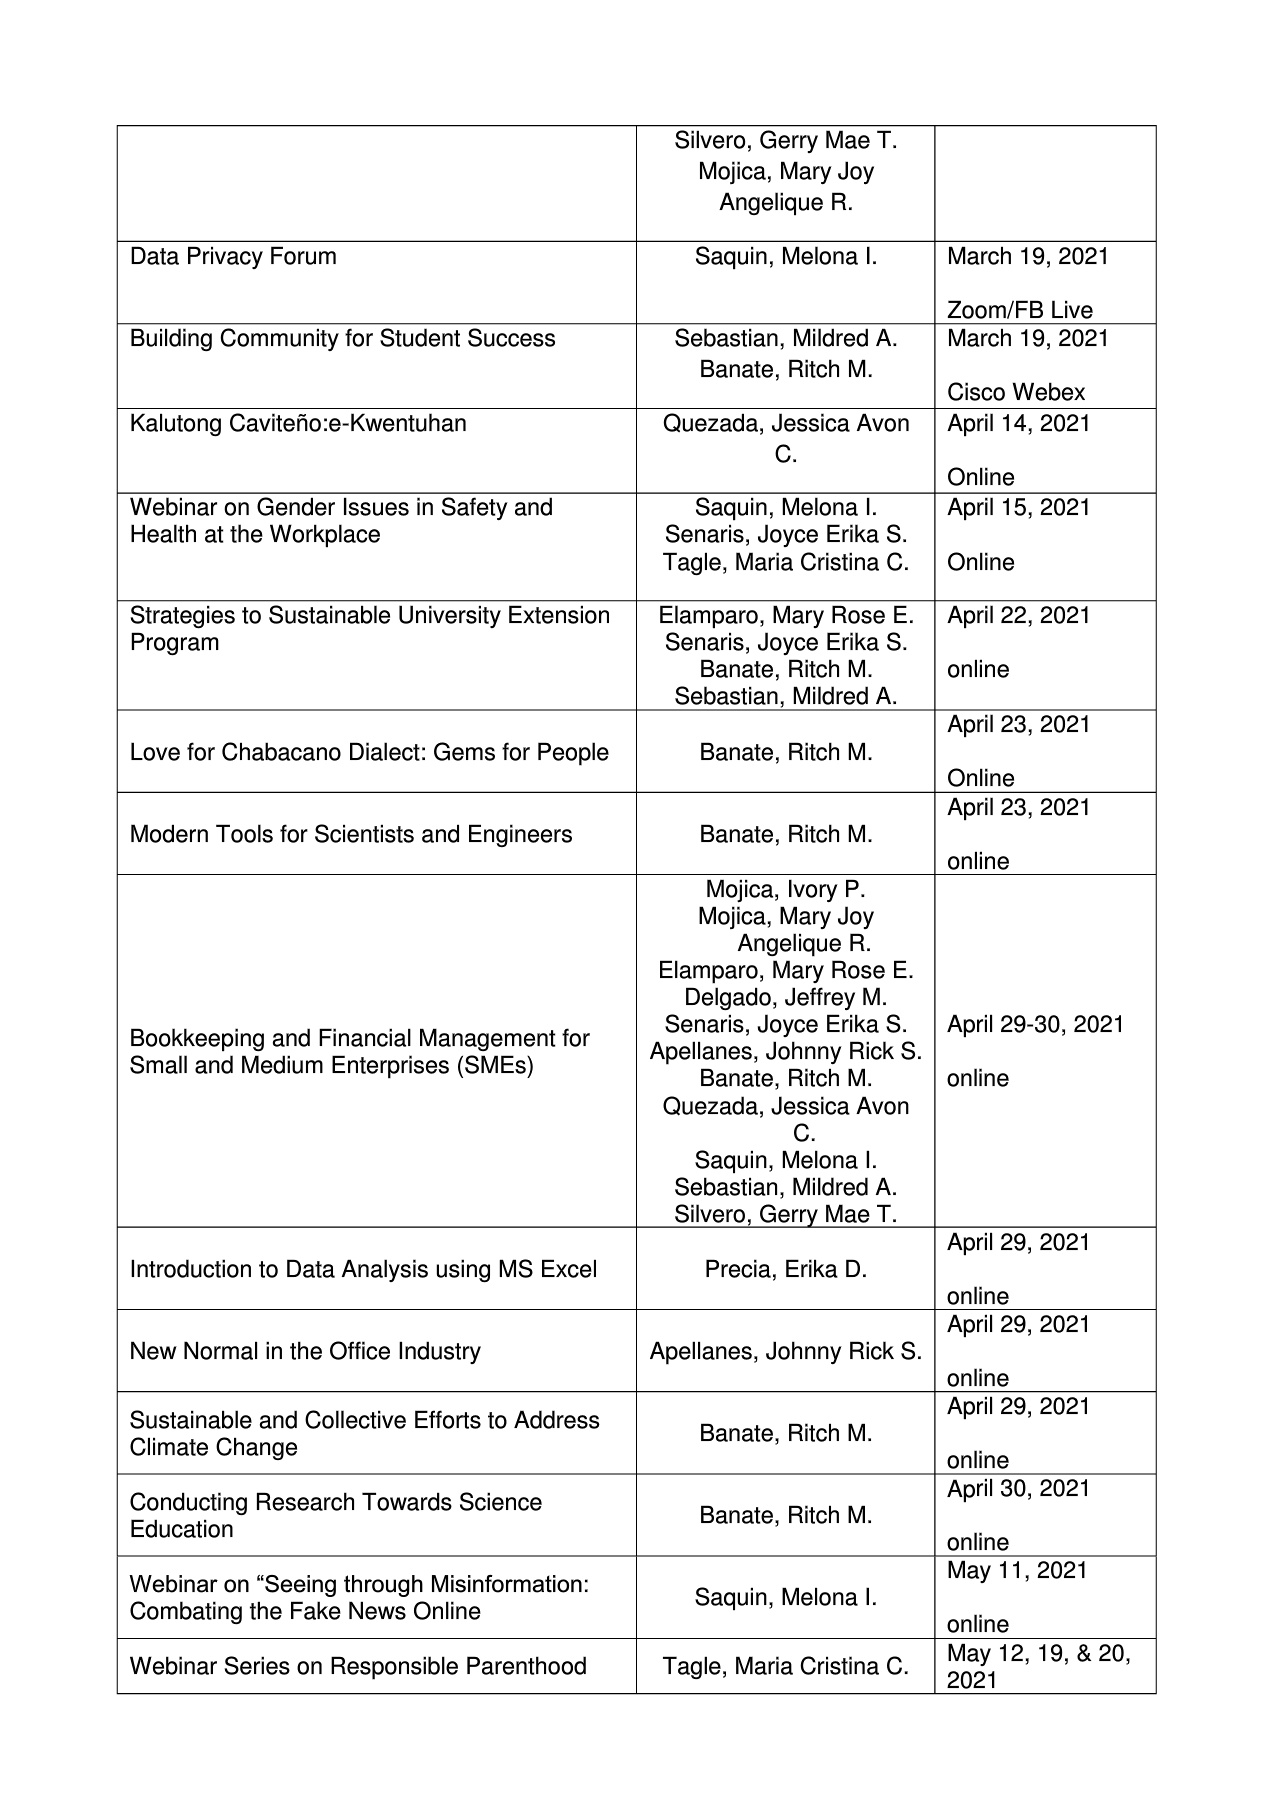 Silvero, Gerry Mae T.
Mojica, Mary Joy
Angelique R.
Data Privacy Forum
Saquin, Melona I.
March 19, 2021
Zoom/FB Live
Building Community for Student Success
Sebastian, Mildred A.
Banate, Ritch M.
March 19, 2021
Cisco Webex
Kalutong Caviteño:e-Kwentuhan
Quezada, Jessica Avon
C.
April 14, 2021
Online
Webinar on Gender Issues in Safety and
Health at the Workplace
Saquin, Melona I.
Senaris, Joyce Erika S.
Tagle, Maria Cristina C.
April 15, 2021
Online
Strategies to Sustainable University Extension
Program
Elamparo, Mary Rose E.
Senaris, Joyce Erika S.
Banate, Ritch M.
Sebastian, Mildred A.
April 22, 2021
online
Love for Chabacano Dialect: Gems for People
Banate, Ritch M.
April 23, 2021
Online
Modern Tools for Scientists and Engineers
Banate, Ritch M.
April 23, 2021
online
Bookkeeping and Financial Management for
Small and Medium Enterprises (SMEs)
Mojica, Ivory P.
Mojica, Mary Joy
Angelique R.
Elamparo, Mary Rose E.
Delgado, Jeffrey M.
Senaris, Joyce Erika S.
Apellanes, Johnny Rick S.
Banate, Ritch M.
Quezada, Jessica Avon
C.
Saquin, Melona I.
Sebastian, Mildred A.
Silvero, Gerry Mae T.
April 29-30, 2021
online
Introduction to Data Analysis using MS Excel
Precia, Erika D.
April 29, 2021
online
New Normal in the Office Industry
Apellanes, Johnny Rick S.
April 29, 2021
online
Sustainable and Collective Efforts to Address
Climate Change
Banate, Ritch M.
April 29, 2021
online
Conducting Research Towards Science
Education
Banate, Ritch M.
April 30, 2021
online
Webinar on “Seeing through Misinformation:
Combating the Fake News Online
Saquin, Melona I.
May 11, 2021
online
Webinar Series on Responsible Parenthood
Tagle, Maria Cristina C.
May 12, 19, & 20,
2021